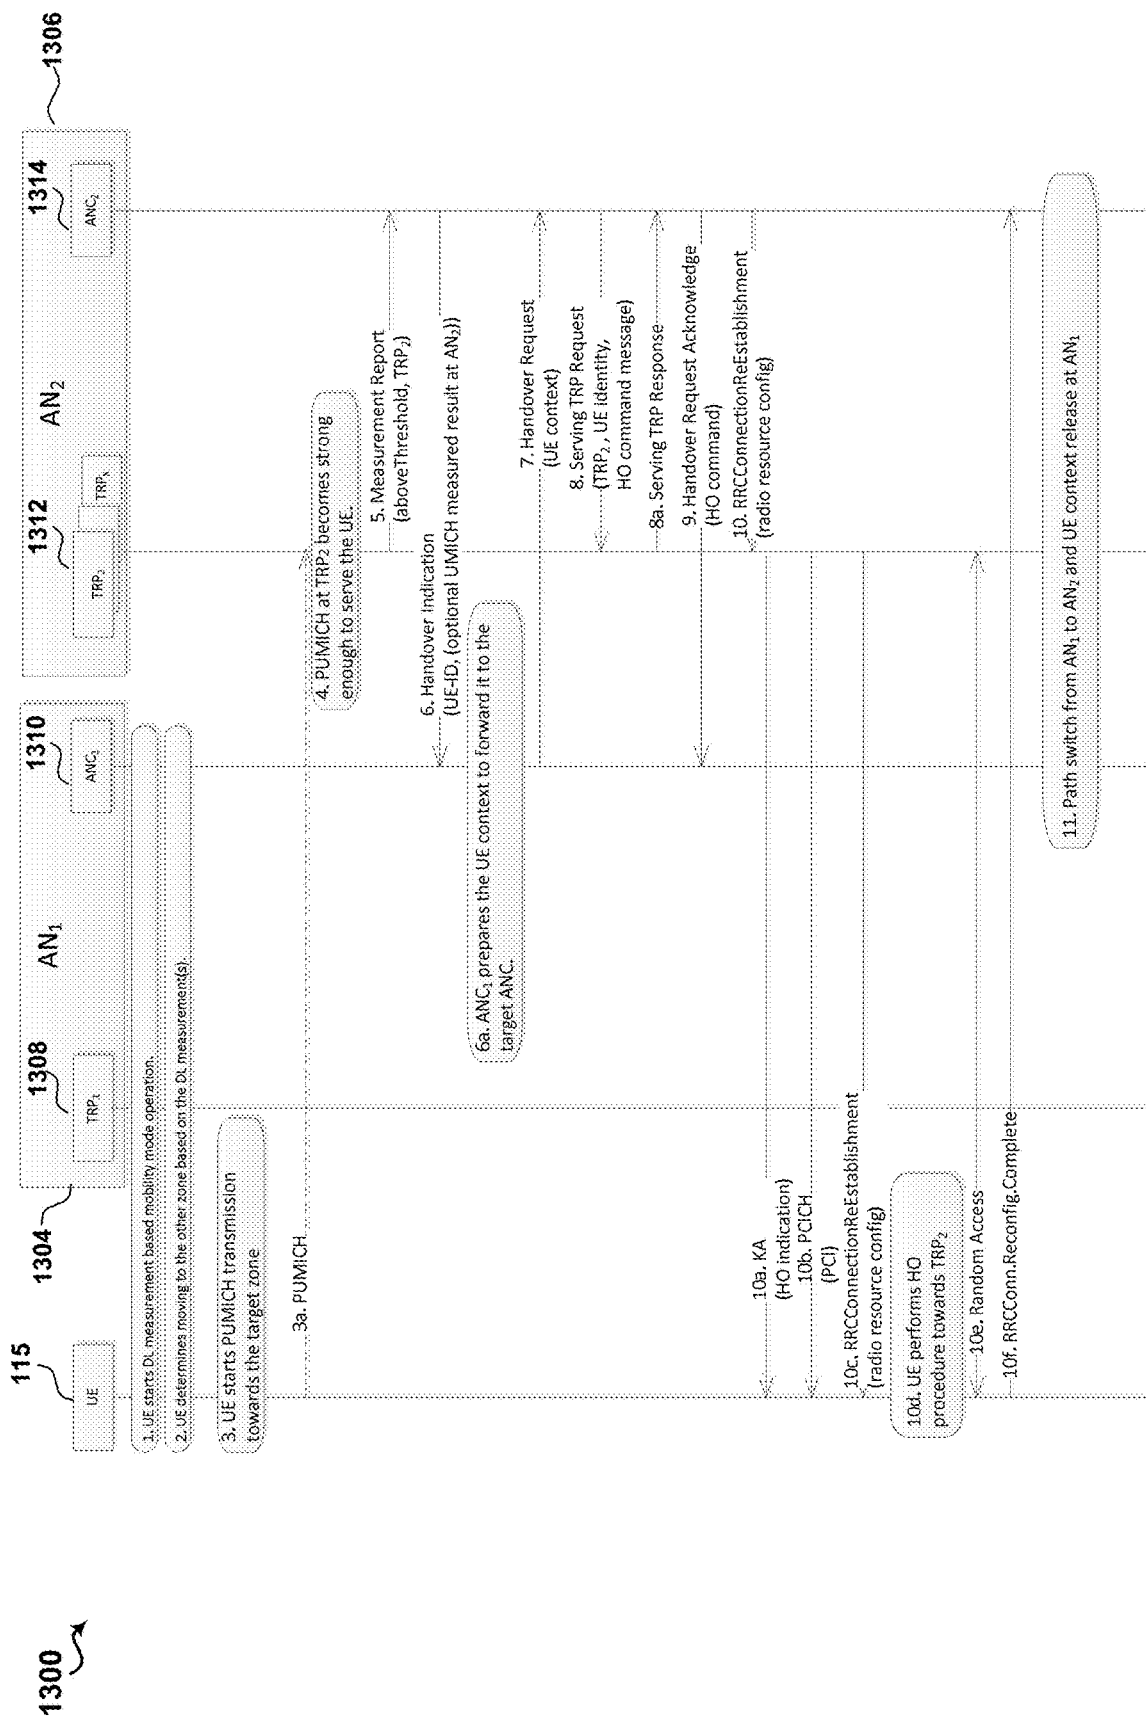 1300
115
UE
1304
AN₁
1308
TRP₁
1310
ANC₁
1306
AN₂
1312
TRP₂
TRPₓ
1314
ANC₂
1. UE starts DL measurement based mobility mode operation.
2. UE determines moving to the other zone based on the DL measurement(s).
3. UE starts PUMICH transmission
towards the target zone
3a. PUMICH
4. PUMICH at TRP₂ becomes strong
enough to serve the UE.
5. Measurement Report
(aboveThreshold, TRP₂)
6. Handover Indication
(UE-ID, (optional UMICH measured result at AN₂))
6a. ANC₁ prepares the UE context to forward it to the
target ANC.
7. Handover Request
(UE context)
8. Serving TRP Request
(TRP₂, UE identity,
HO command message)
8a. Serving TRP Response
9. Handover Request Acknowledge
(HO command)
10. RRCConnectionReEstablishment
(radio resource config)
10a. KA
(HO indication)
10b. PCICH
(PCI)
10c. RRCConnectionReEstablishment
(radio resource config)
10d. UE performs HO
procedure towards TRP₂
10e. Random Access
10f. RRCConn.Reconfig.Complete
11. Path switch from AN₁ to AN₂ and UE context release at AN₁